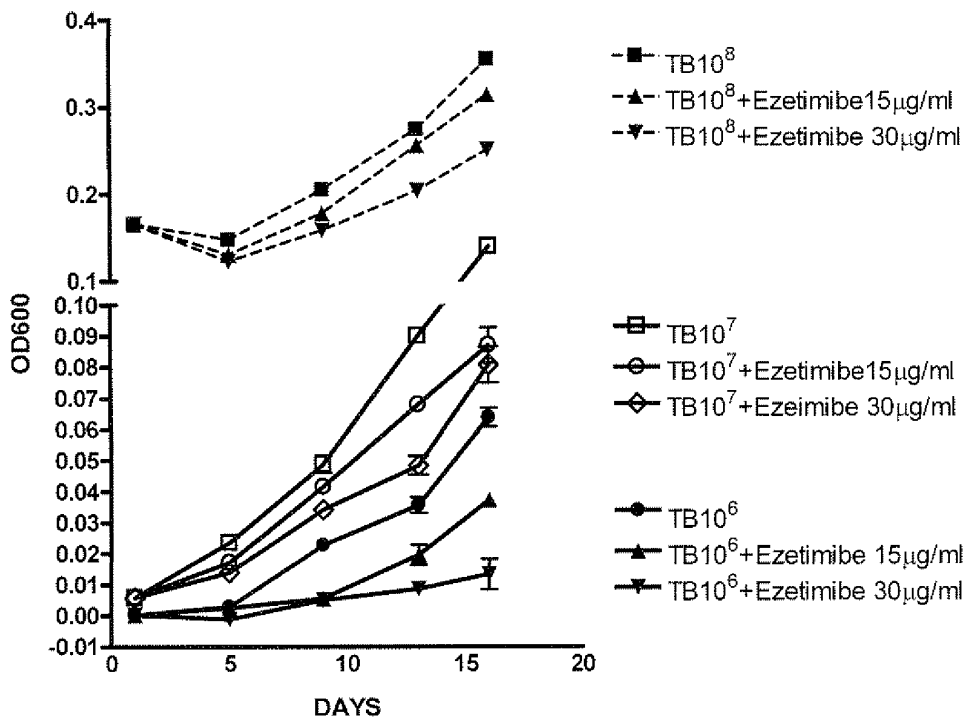 0.4
0.3
0.2
0.1
0.10
0.09
0.08
0.07
0.06
0.05
0.04
0.03
0.02
0.01
0.00
-0.01
OD600
0
5
10
15
20
DAYS
TB10⁸
TB10⁸+Ezetimibe15µg/ml
TB10⁸+Ezetimibe 30µg/ml
TB10⁷
TB10⁷+Ezetimibe15µg/ml
TB10⁷+Ezeimibe 30µg/ml
TB10⁶
TB10⁶+Ezetimibe 15µg/ml
TB10⁶+Ezetimibe 30µg/ml